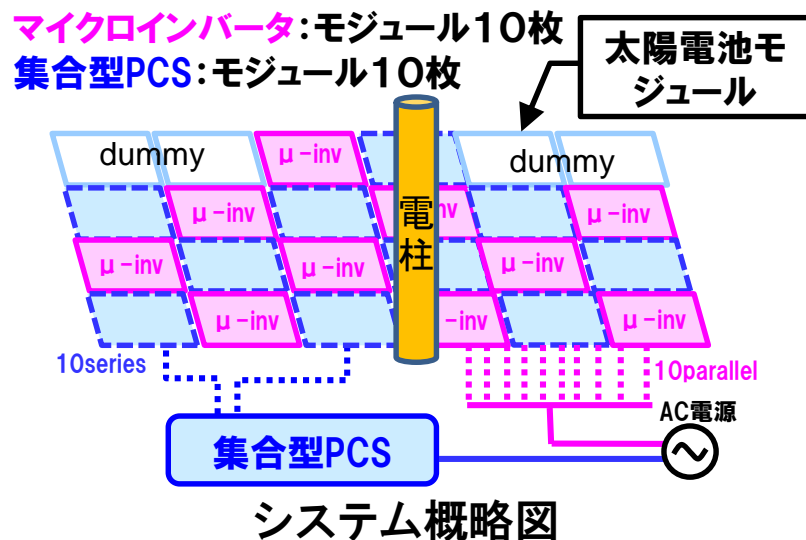 マイクロインバータ:モジュール10枚
集合型PCS:モジュール10枚
太陽電池モ
ジュール
dummy
μ-inv
dummy
μ-inv
nv
μ-inv
μ-inv
μ-inv
μ-inv
μ-inv
-inv
μ-inv
電
柱
10series
10parallel
AC電源
集合型PCS
システム概略図